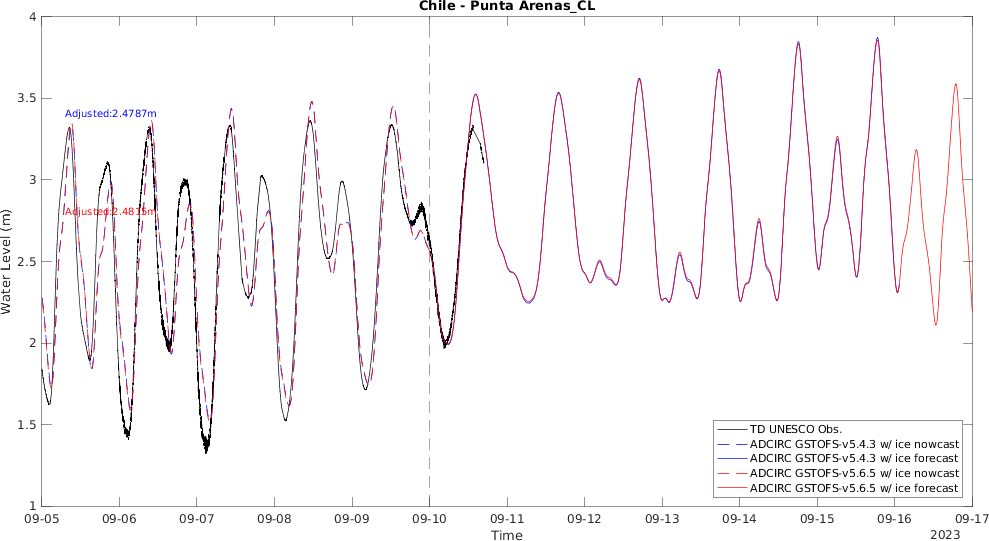 Chile - Punta Arenas_CL
4
3.5
3
2.5
2
1.5
1
Water Level (m)
Adjusted:2.4787m
Adjusted:2.4815m
TD UNESCO Obs.
ADCIRC GSTOFS-v5.4.3 w/ ice nowcast
ADCIRC GSTOFS-v5.4.3 w/ ice forecast
ADCIRC GSTOFS-v5.6.5 w/ ice nowcast
ADCIRC GSTOFS-v5.6.5 w/ ice forecast
09-05 09-06 09-07 09-08 09-09 09-10 09-11 09-12 09-13 09-14 09-15 09-16 09-17
Time
2023